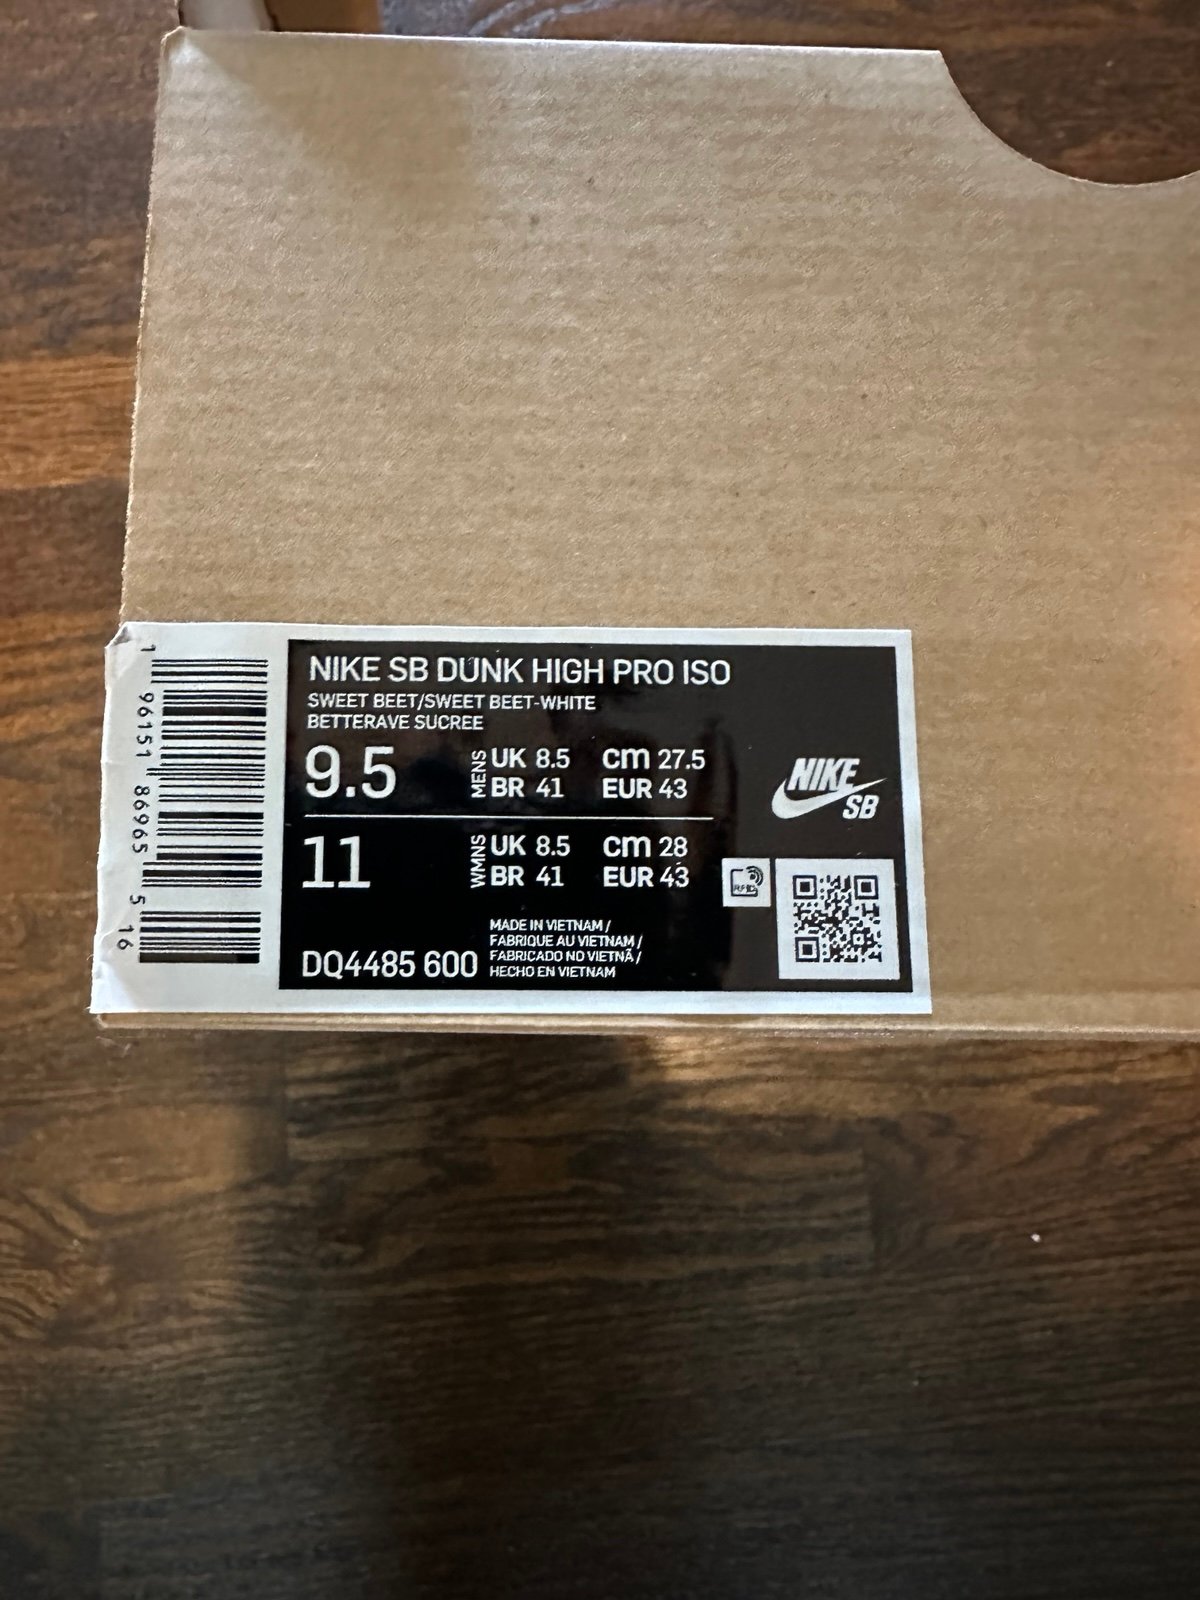 NIKE SB DUNK HIGH PRO ISO
SWEET BEET/SWEET BEET-WHITE
BETTERAVE SUCREE
9.5 MENS UK 8.5 cm 27.5
BR 41 EUR 43
11 WMNS UK 8.5 cm 28
BR 41 EUR 43
NIKE
SB
RFID
DQ4485 600
MADE IN VIETNAM /
FABRIQUE AU VIETNAM /
FABRICADO NO VIETNÃ /
HECHO EN VIETNAM
1 96151 86965 5 16